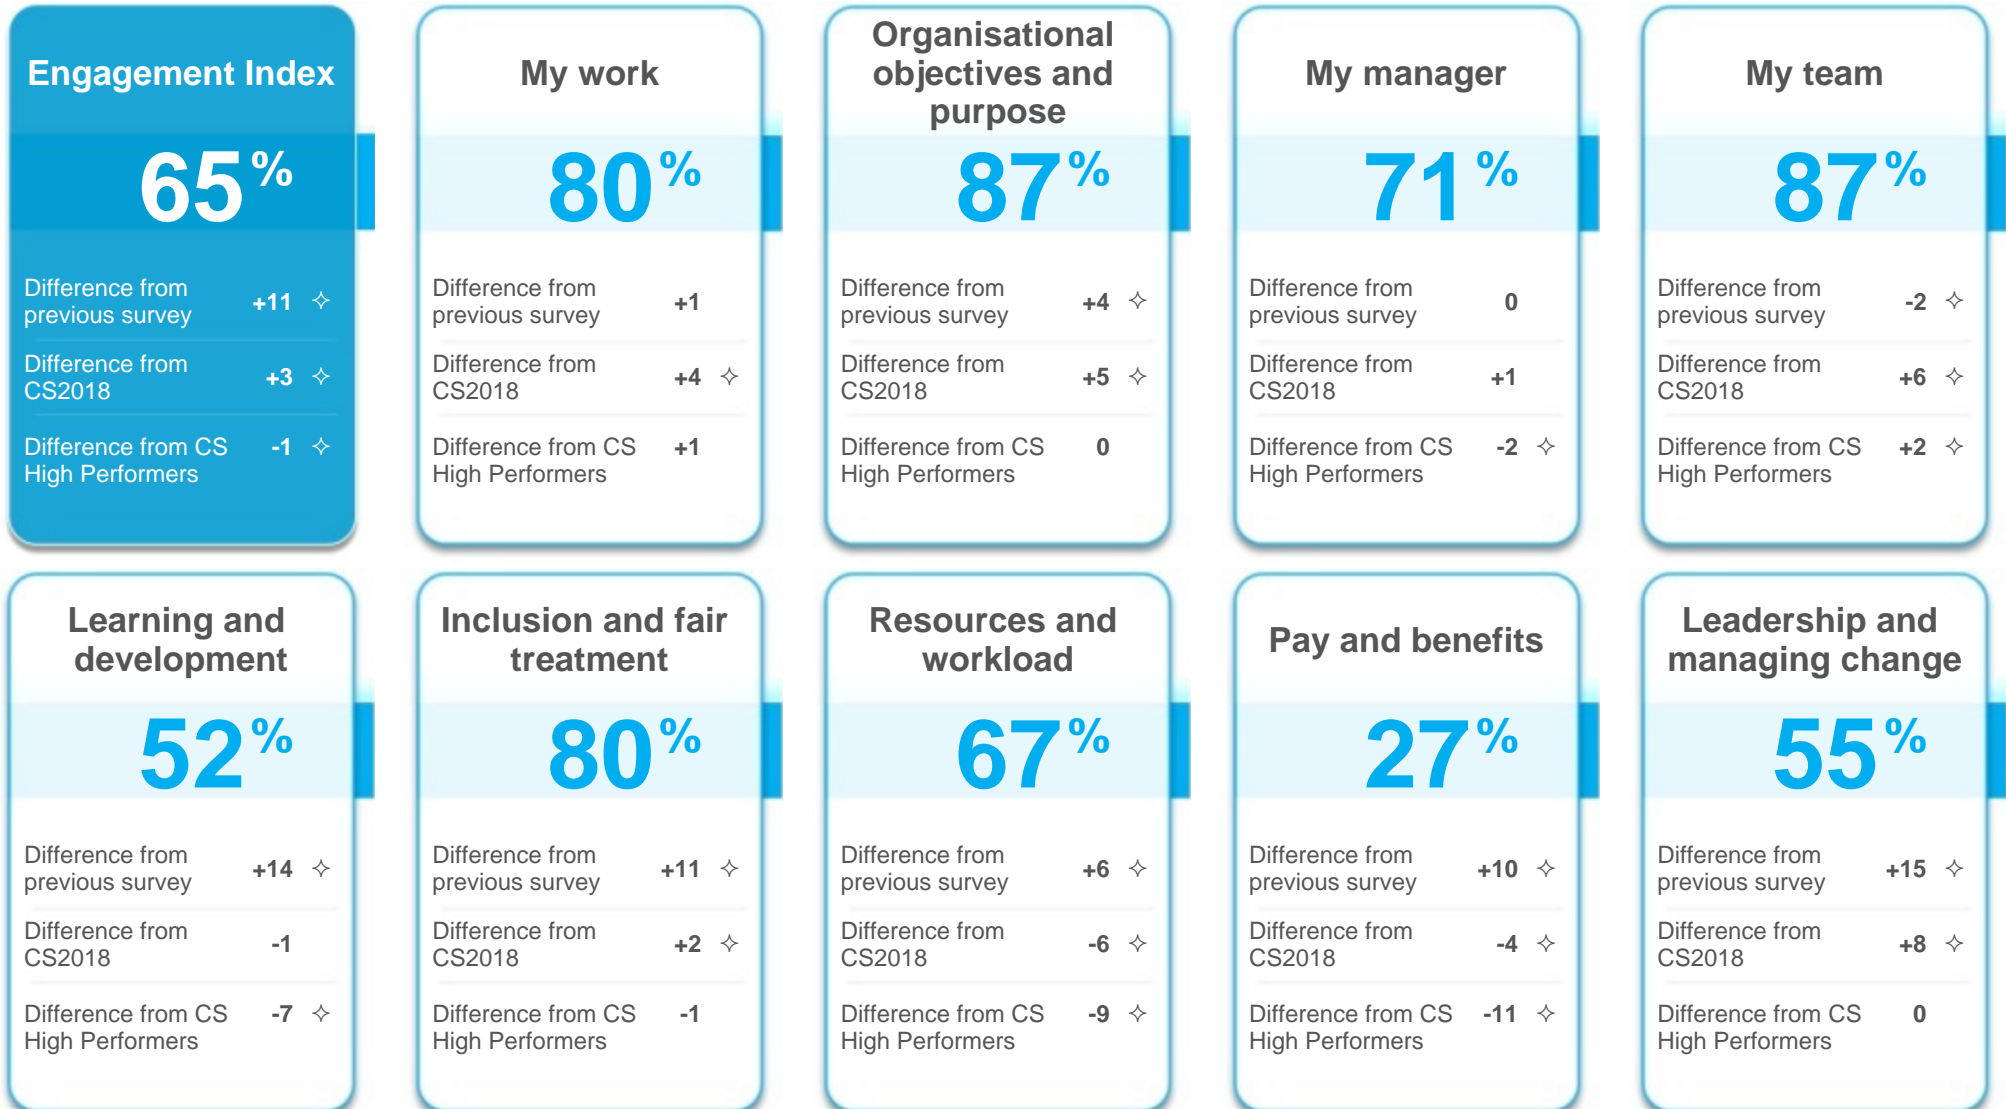 Engagement Index
65%
Difference from
previous survey
+11 ✧
Difference from
CS2018
+3 ✧
Difference from CS
High Performers
-1 ✧
My work
80%
Difference from
previous survey
+1
Difference from
CS2018
+4 ✧
Difference from CS
High Performers
+1
Organisational
objectives and
purpose
87%
Difference from
previous survey
+4 ✧
Difference from
CS2018
+5 ✧
Difference from CS
High Performers
0
My manager
71%
Difference from
previous survey
0
Difference from
CS2018
+1
Difference from CS
High Performers
-2 ✧
My team
87%
Difference from
previous survey
-2 ✧
Difference from
CS2018
+6 ✧
Difference from CS
High Performers
+2 ✧
Learning and
development
52%
Difference from
previous survey
+14 ✧
Difference from
CS2018
-1
Difference from CS
High Performers
-7 ✧
Inclusion and fair
treatment
80%
Difference from
previous survey
+11 ✧
Difference from
CS2018
+2 ✧
Difference from CS
High Performers
-1
Resources and
workload
67%
Difference from
previous survey
+6 ✧
Difference from
CS2018
-6 ✧
Difference from CS
High Performers
-9 ✧
Pay and benefits
27%
Difference from
previous survey
+10 ✧
Difference from
CS2018
-4 ✧
Difference from CS
High Performers
-11 ✧
Leadership and
managing change
55%
Difference from
previous survey
+15 ✧
Difference from
CS2018
+8 ✧
Difference from CS
High Performers
0